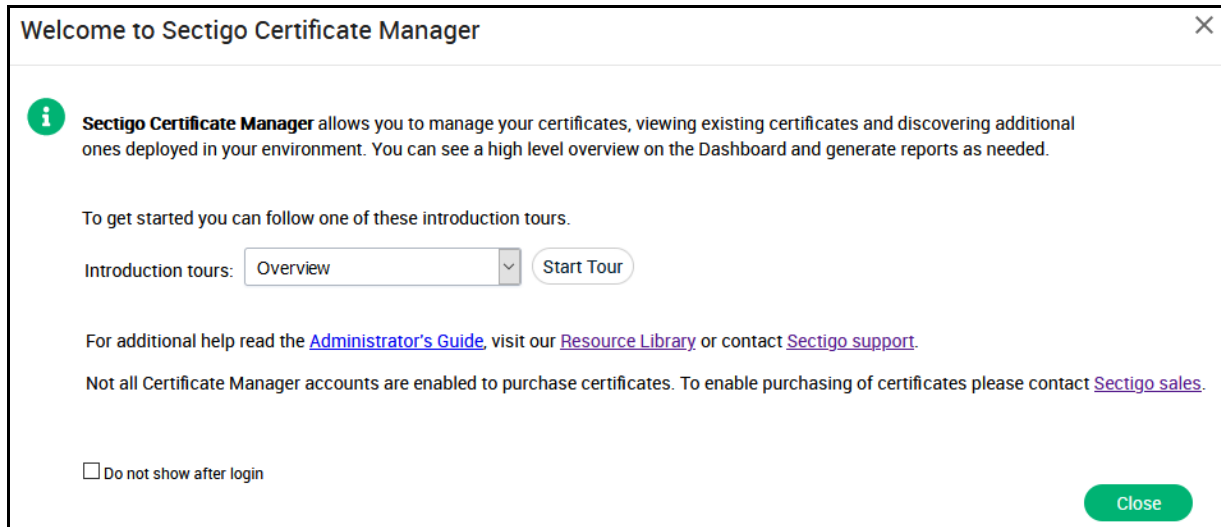 Welcome to Sectigo Certificate Manager
Sectigo Certificate Manager allows you to manage your certificates, viewing existing certificates and discovering additional
ones deployed in your environment. You can see a high level overview on the Dashboard and generate reports as needed.
To get started you can follow one of these introduction tours.
Introduction tours: Overview Start Tour
For additional help read the Administrator's Guide, visit our Resource Library or contact Sectigo support.
Not all Certificate Manager accounts are enabled to purchase certificates. To enable purchasing of certificates please contact Sectigo sales.
Do not show after login
Close